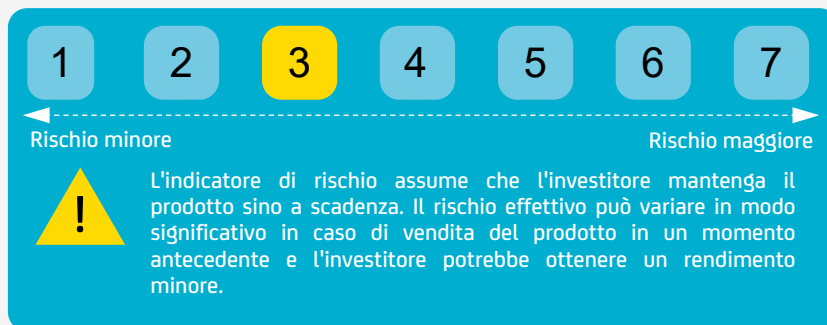 1 2 3 4 5 6 7
Rischio minore Rischio maggiore
! L'indicatore di rischio assume che l'investitore mantenga il
prodotto sino a scadenza. Il rischio effettivo può variare in modo
significativo in caso di vendita del prodotto in un momento
antecedente e l'investitore potrebbe ottenere un rendimento
minore.